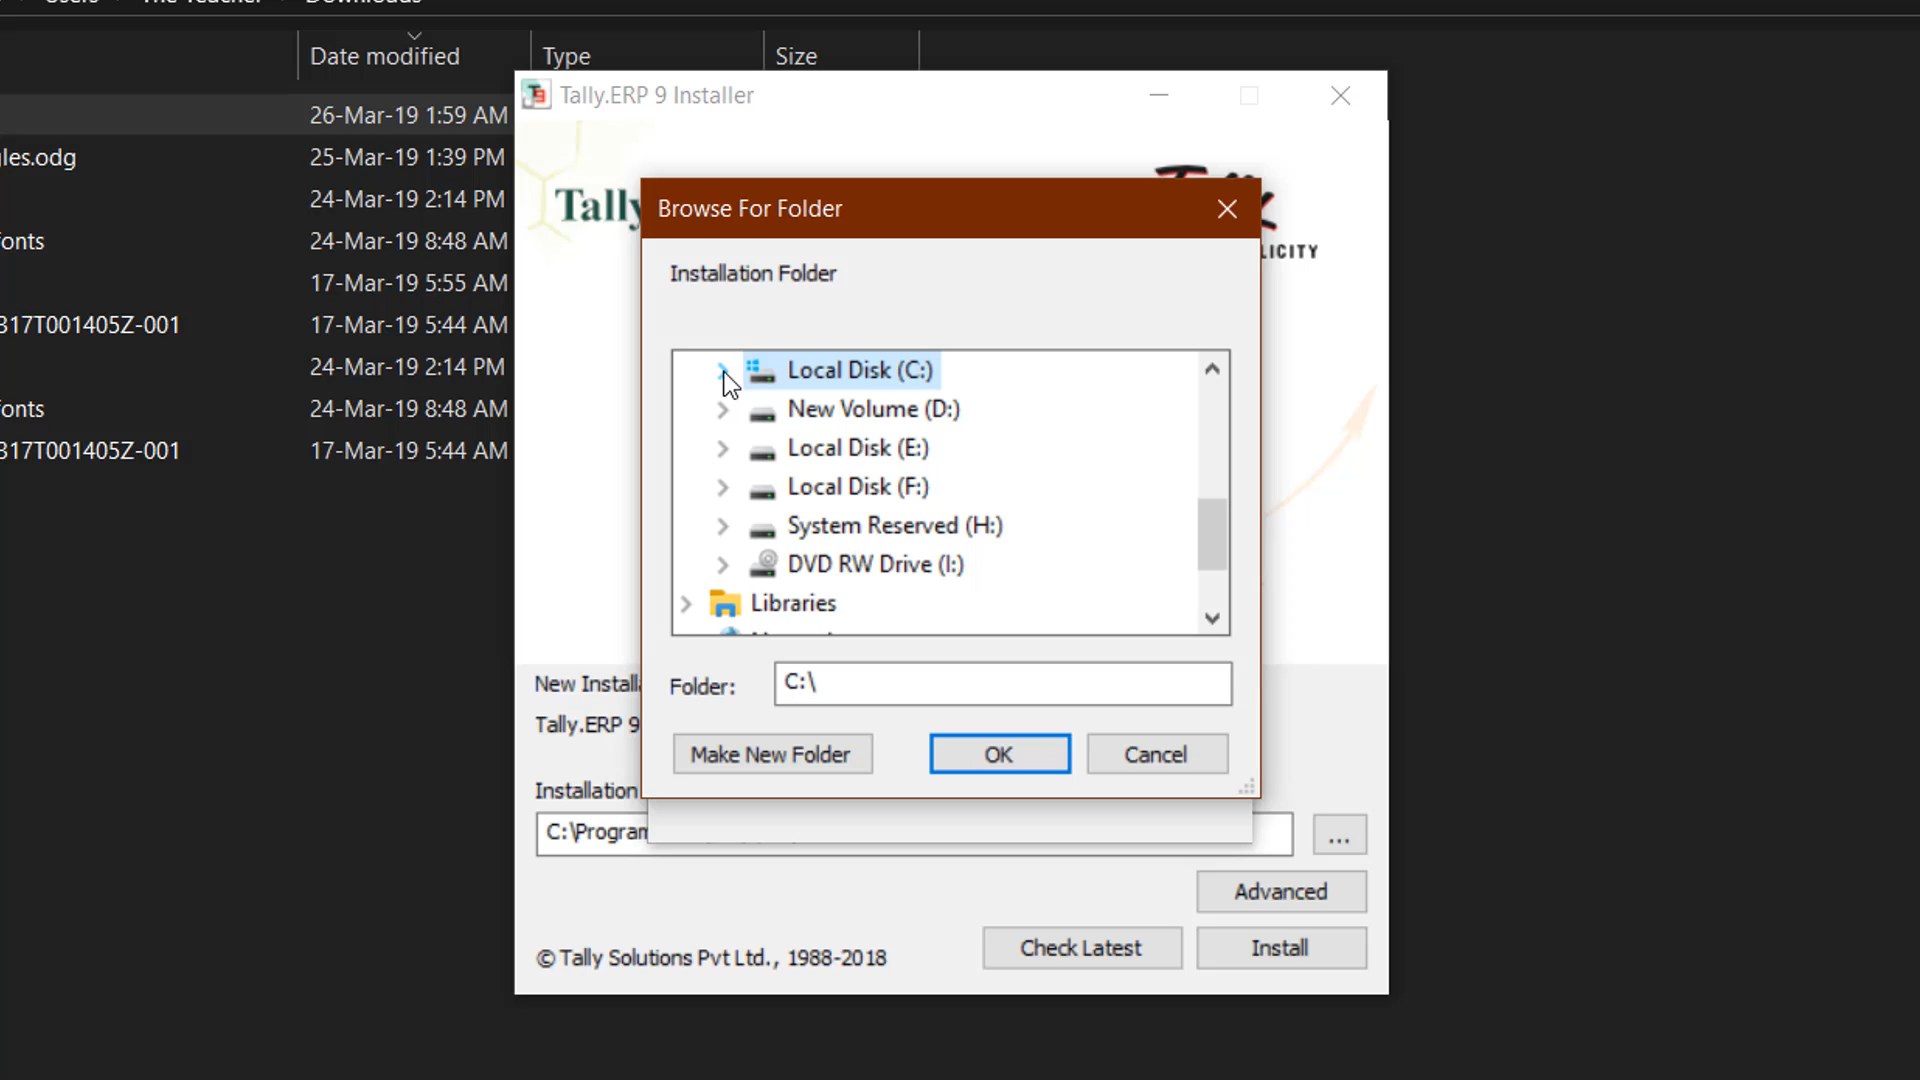 Date modified Type Size
26-Mar-19 1:59 AM
25-Mar-19 1:39 PM
24-Mar-19 2:14 PM
24-Mar-19 8:48 AM
17-Mar-19 5:55 AM
317T001405Z-001 17-Mar-19 5:44 AM
24-Mar-19 2:14 PM
24-Mar-19 8:48 AM
317T001405Z-001 17-Mar-19 5:44 AM
Tally.ERP 9 Installer
Tally
LICITY
Browse For Folder
Installation Folder
Local Disk (C:)
New Volume (D:)
Local Disk (E:)
Local Disk (F:)
System Reserved (H:)
DVD RW Drive (I:)
Libraries
Folder: C:\
Make New Folder OK Cancel
New Install
Tally.ERP 9
Installation
C:\Program
...
Advanced
© Tally Solutions Pvt Ltd., 1988-2018 Check Latest Install